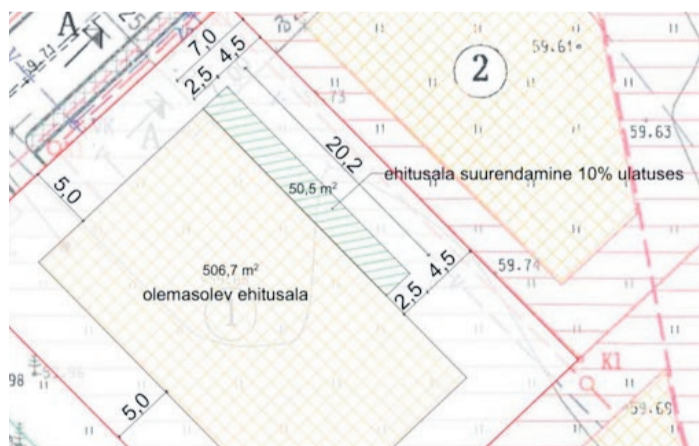 A
7,0
4,5
2,5
2
59.61
59.63
A
73
20,2
ehitusala suurendamine 10% ulatuses
50,5 m²
5,0
506,7 m²
olemasolev ehitusala
1
4,5
2,5
59.74
K1
98
5,0
59.69